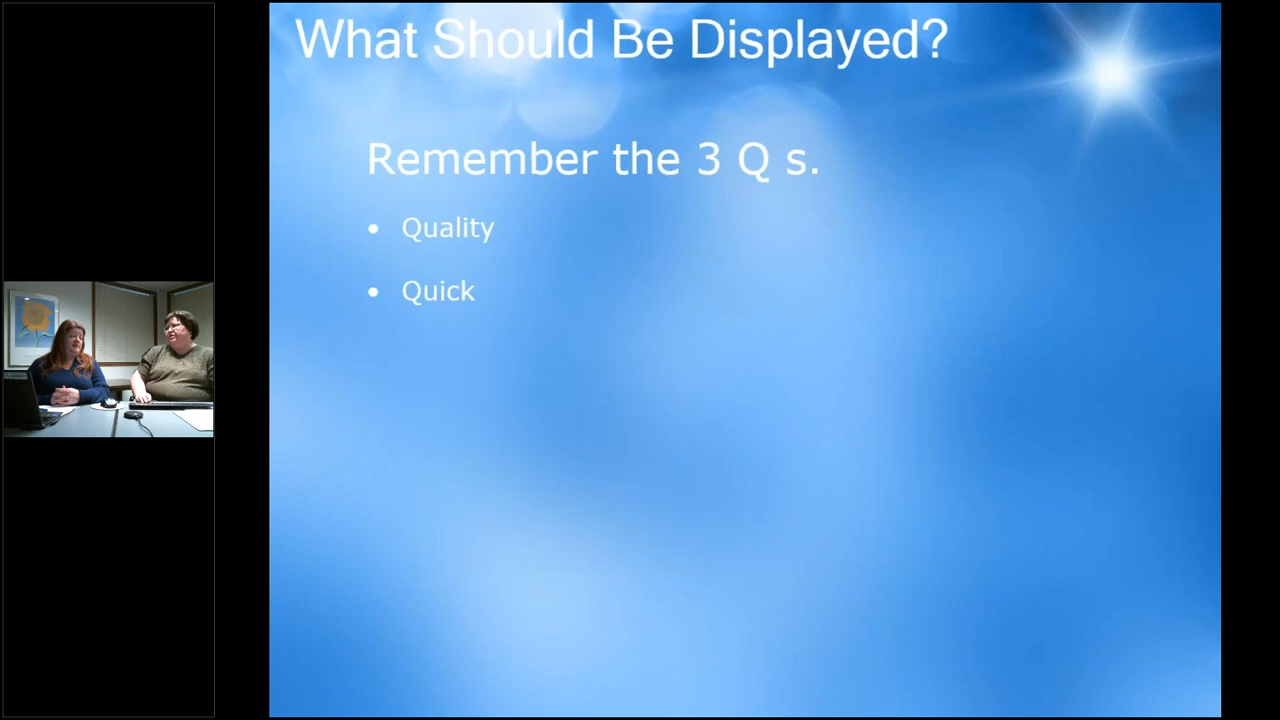 What Should Be Displayed?
Remember the 3 Q s.
• Quality
• Quick